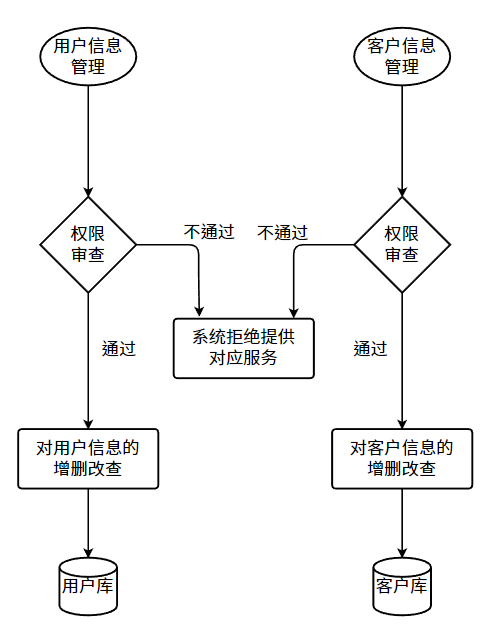 用户信息
管理
客户信息
管理
权限
审查
不通过
不通过
权限
审查
系统拒绝提供
对应服务
通过
通过
对用户信息的
增删改查
对客户信息的
增删改查
用户库
客户库